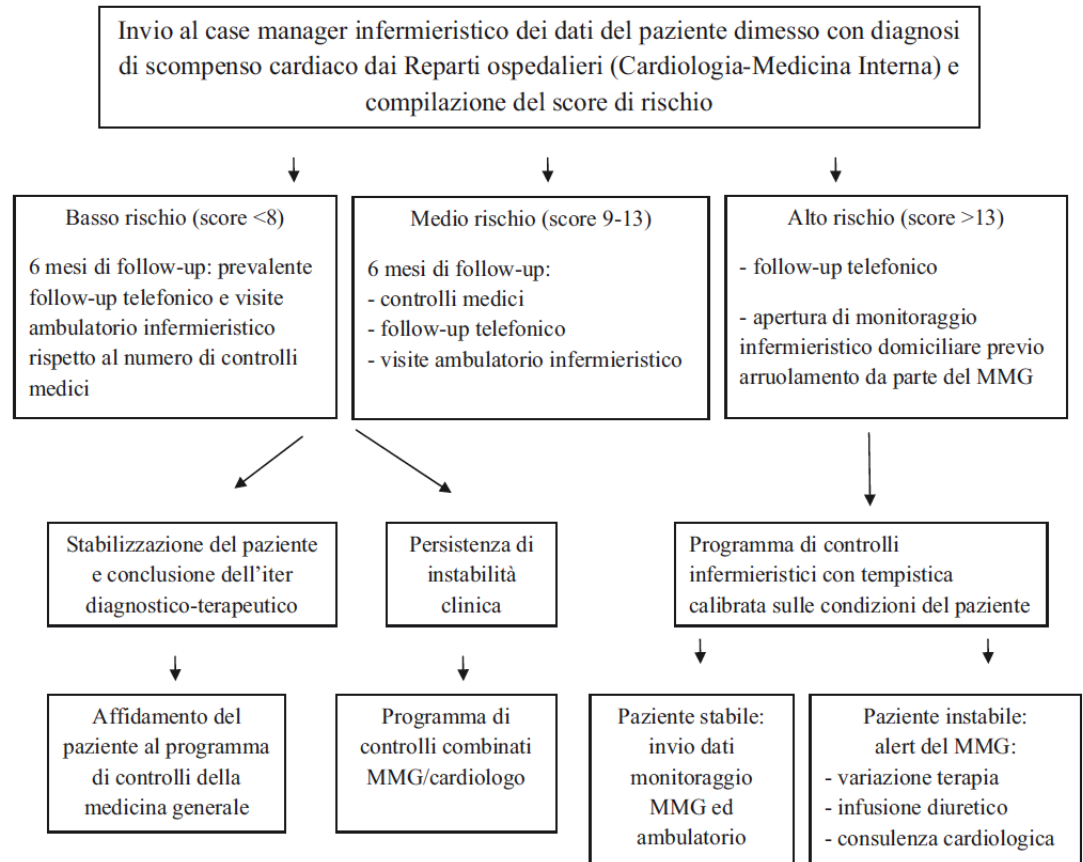 Invio al case manager infermieristico dei dati del paziente dimesso con diagnosi
di scompenso cardiaco dai Reparti ospedalieri (Cardiologia-Medicina Interna) e
compilazione del score di rischio
Basso rischio (score <8)
6 mesi di follow-up: prevalente
follow-up telefonico e visite
ambulatorio infermieristico
rispetto al numero di controlli
medici
Medio rischio (score 9-13)
6 mesi di follow-up:
- controlli medici
- follow-up telefonico
- visite ambulatorio infermieristico
Alto rischio (score >13)
- follow-up telefonico
- apertura di monitoraggio
infermieristico domiciliare previo
arruolamento da parte del MMG
Stabilizzazione del paziente
e conclusione dell’iter
diagnostico-terapeutico
Persistenza di
instabilità
clinica
Programma di controlli
infermieristici con tempistica
calibrata sulle condizioni del paziente
Affidamento del
paziente al programma
di controlli della
medicina generale
Programma di
controlli combinati
MMG/cardiologo
Paziente stabile:
invio dati
monitoraggio
MMG ed
ambulatorio
Paziente instabile:
alert del MMG:
- variazione terapia
- infusione diuretico
- consulenza cardiologica